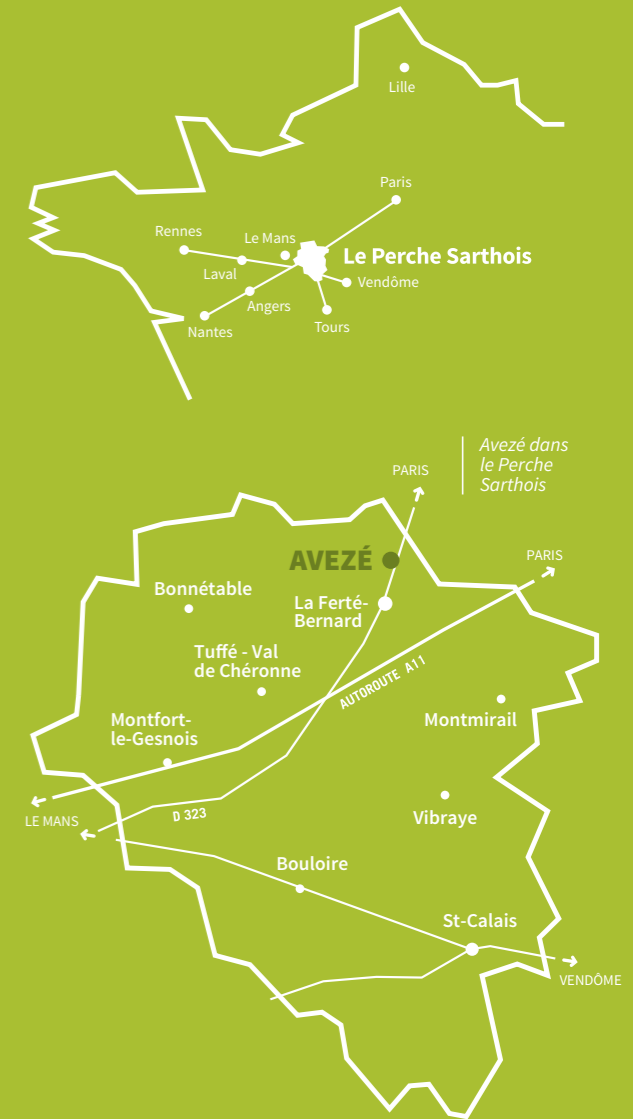 Lille
Paris
Rennes
Le Mans
Le Perche Sarthois
Laval
Vendôme
Angers
Tours
Nantes
Avezé dans
le Perche
Sarthois
PARIS
PARIS
AVEZÉ
Bonnétable
La Ferté-
Bernard
Tuffé - Val
de Chéronne
AUTOROUTE A11
Montfort-
le-Gesnois
Montmirail
LE MANS
D 323
Vibraye
Bouloire
St-Calais
VENDÔME